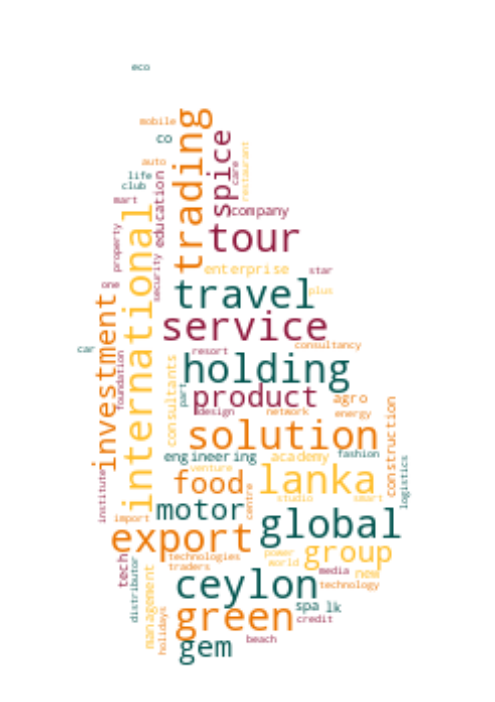 eco
mobile
trading
co
spice
care
restaurant
auto
life
club
education
mart
company
international
tour
property
security
enterprise
star
one
travel
plus
investment
service
car
resort
consultancy
foundation
consultants
holding
part
product
agro
design
network
energy
construction
solution
engineering
academy
fashion
venture
logistics
institute
food
lanka
centre
studio
smart
motor
import
global
export
technologies
traders
power
world
group
tech
distributor
management
holidays
ceylon
media
new
technology
green
spa
lk
credit
beach
gem